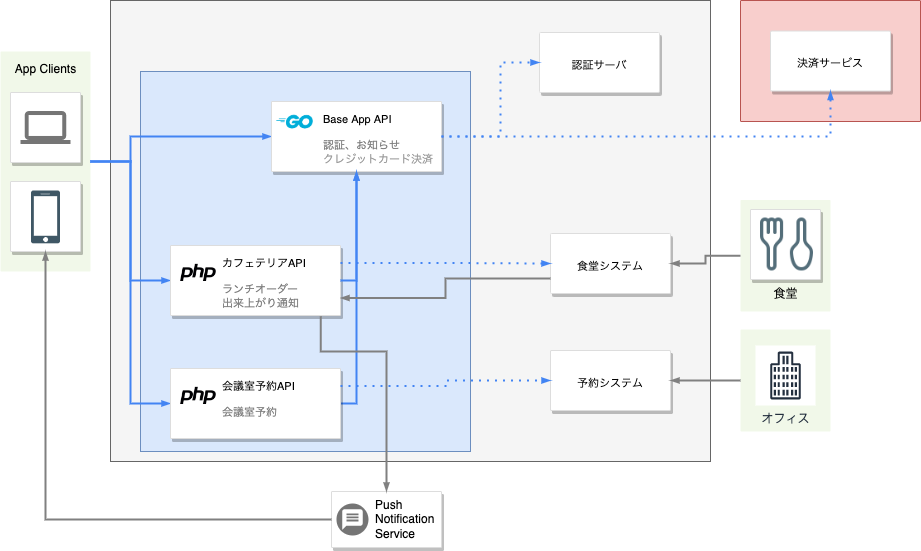 App Clients
認証サーバ
決済サービス
GO
Base App API
認証、お知らせ
クレジットカード決済
php
カフェテリアAPI
ランチオーダー
出来上がり通知
食堂システム
食堂
php
会議室予約API
会議室予約
予約システム
オフィス
Push
Notification
Service